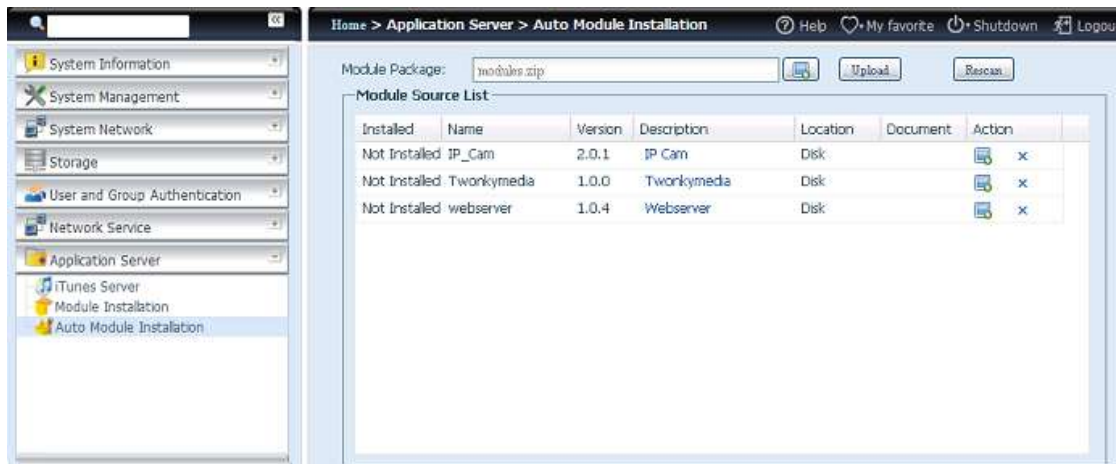 Home > Application Server > Auto Module Installation
Help My favorite Shutdown Logou
System Information
System Management
System Network
Storage
User and Group Authentication
Network Service
Application Server
iTunes Server
Module Installation
Auto Module Installation
Module Package: modules.zip Upload Rescan
Module Source List
Installed Name Version Description Location Document Action
Not Installed IP_Cam 2.0.1 IP Cam Disk
Not Installed Twonkymedia 1.0.0 Twonkymedia Disk
Not Installed webserver 1.0.4 Webserver Disk